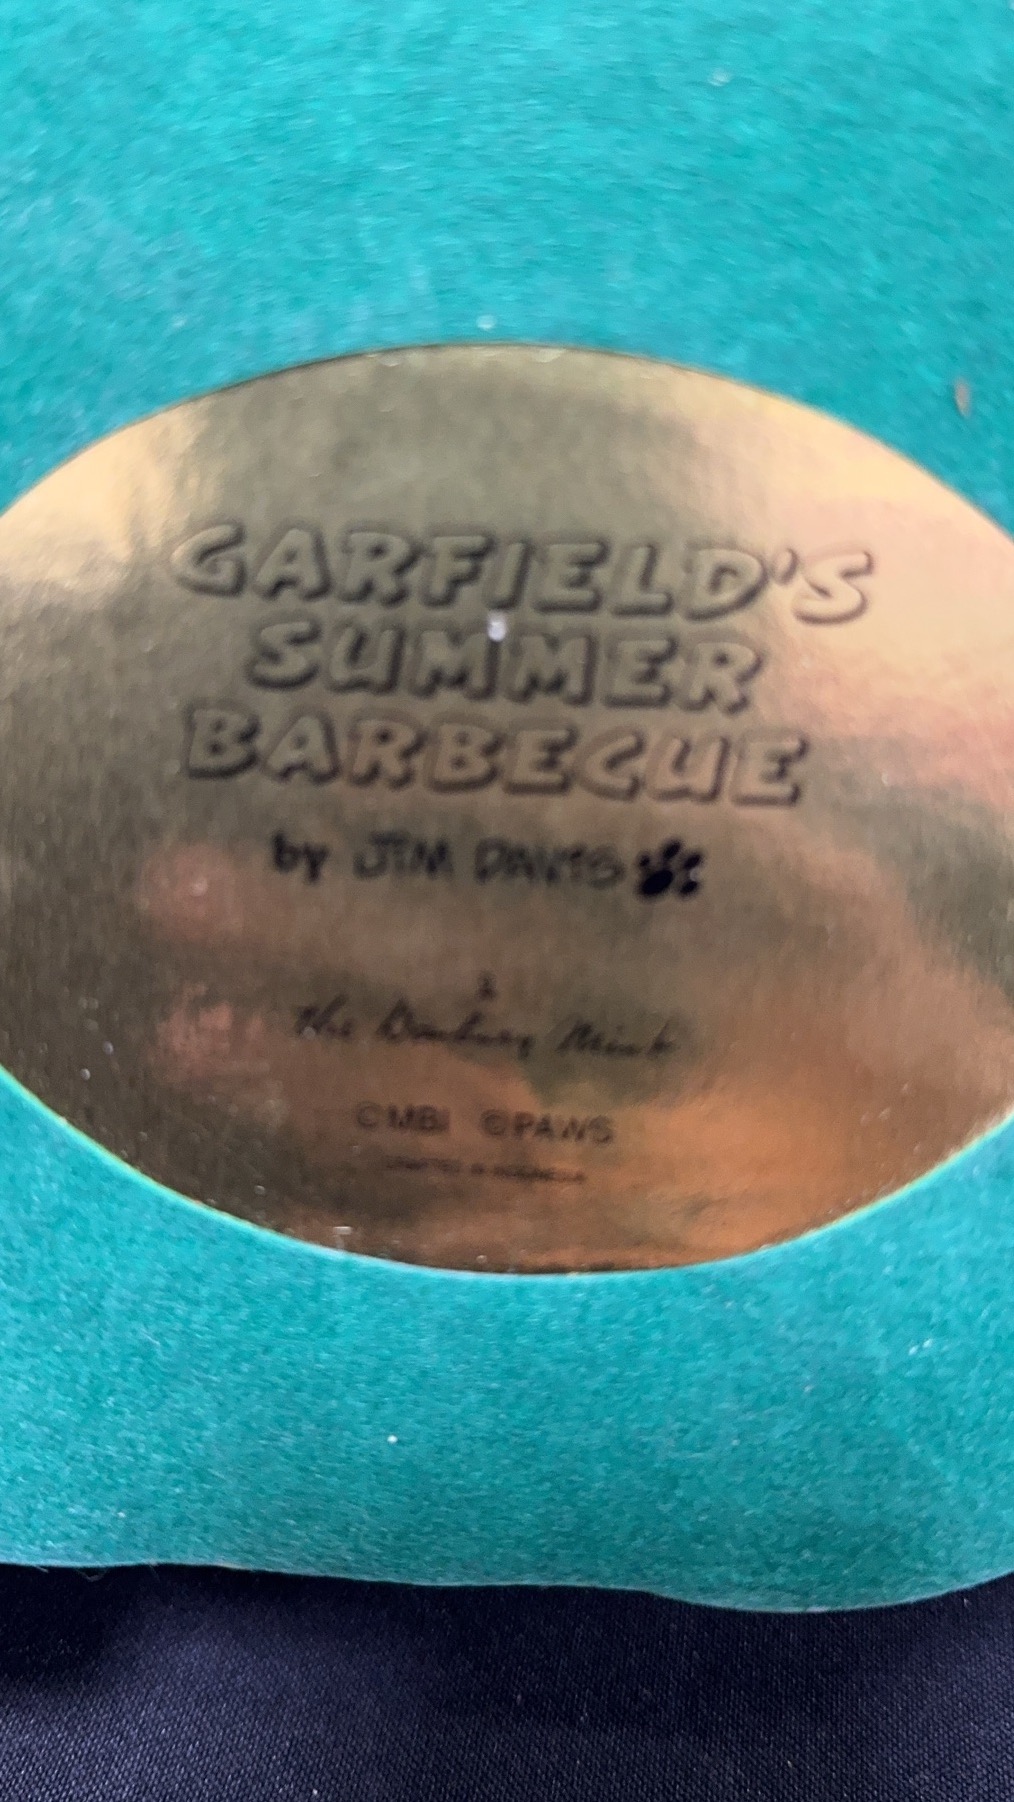 GARFIELD'S
SUMMER
BARBECUE
by JIM DAVIS
The Danbury Mint
©MBI ©PAWS